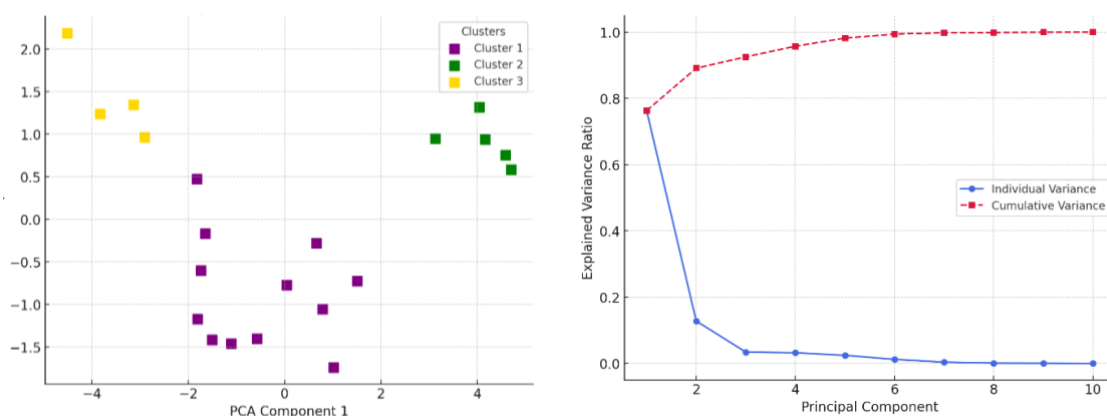 Clusters
Cluster 1
Cluster 2
Cluster 3
2.0
1.5
1.0
0.5
0.0
−0.5
−1.0
−1.5
−4
−2
0
2
4
PCA Component 1
1.0
0.8
0.6
0.4
0.2
0.0
Explained Variance Ratio
Individual Variance
Cumulative Variance
2
4
6
8
10
Principal Component